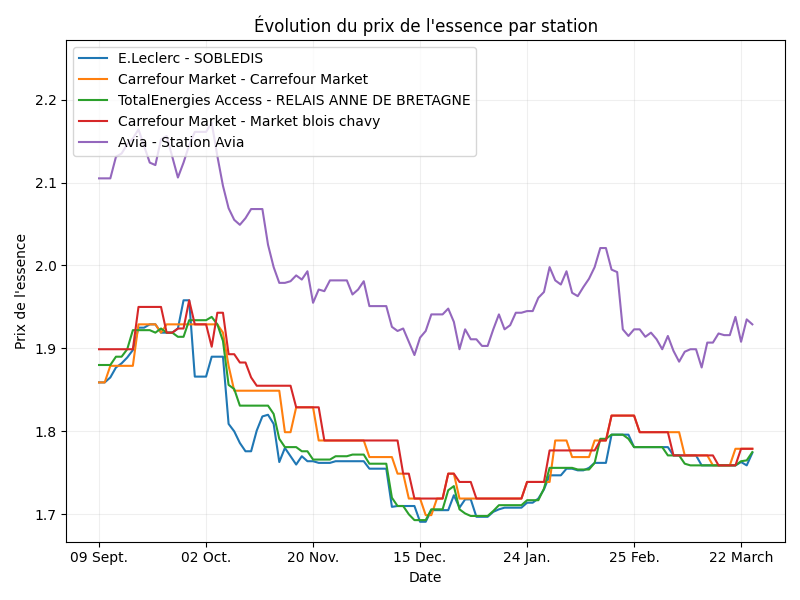 Évolution du prix de l'essence par station
E.Leclerc - SOBLEDIS
Carrefour Market - Carrefour Market
TotalEnergies Access - RELAIS ANNE DE BRETAGNE
Carrefour Market - Market blois chavy
Avia - Station Avia
Prix de l'essence
2.2
2.1
2.0
1.9
1.8
1.7
09 Sept.
02 Oct.
20 Nov.
15 Dec.
24 Jan.
25 Feb.
22 March
Date